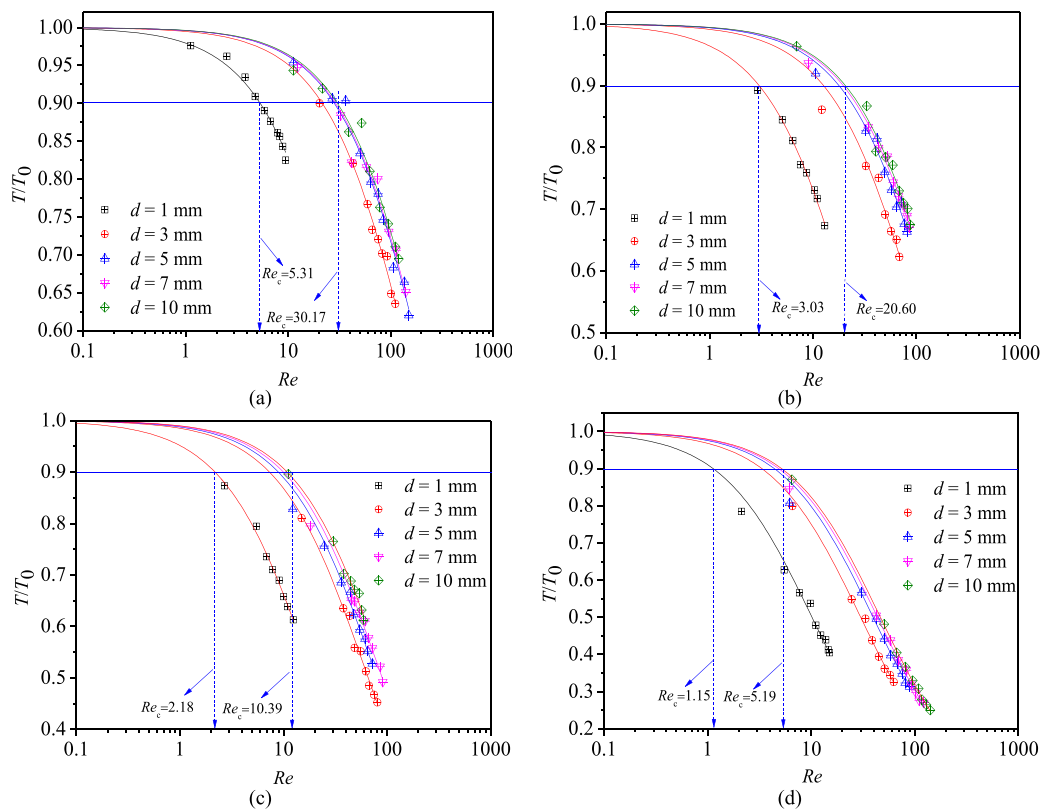 1.00
0.95
0.90
0.85
0.80
0.75
0.70
0.65
0.60
T/T0
d = 1 mm
d = 3 mm
d = 5 mm
d = 7 mm
d = 10 mm
Rec=5.31
Rec=30.17
0.1 1 10 100 1000
Re
(a)
1.0
0.9
0.8
0.7
0.6
0.5
T/T0
d = 1 mm
d = 3 mm
d = 5 mm
d = 7 mm
d = 10 mm
Rec=3.03
Rec=20.60
0.1 1 10 100 1000
Re
(b)
1.0
0.9
0.8
0.7
0.6
0.5
0.4
T/T0
d = 1 mm
d = 3 mm
d = 5 mm
d = 7 mm
d = 10 mm
Rec=2.18
Rec=10.39
0.1 1 10 100 1000
Re
(c)
1.0
0.9
0.8
0.7
0.6
0.5
0.4
0.3
0.2
T/T0
d = 1 mm
d = 3 mm
d = 5 mm
d = 7 mm
d = 10 mm
Rec=1.15
Rec=5.19
0.1 1 10 100 1000
Re
(d)